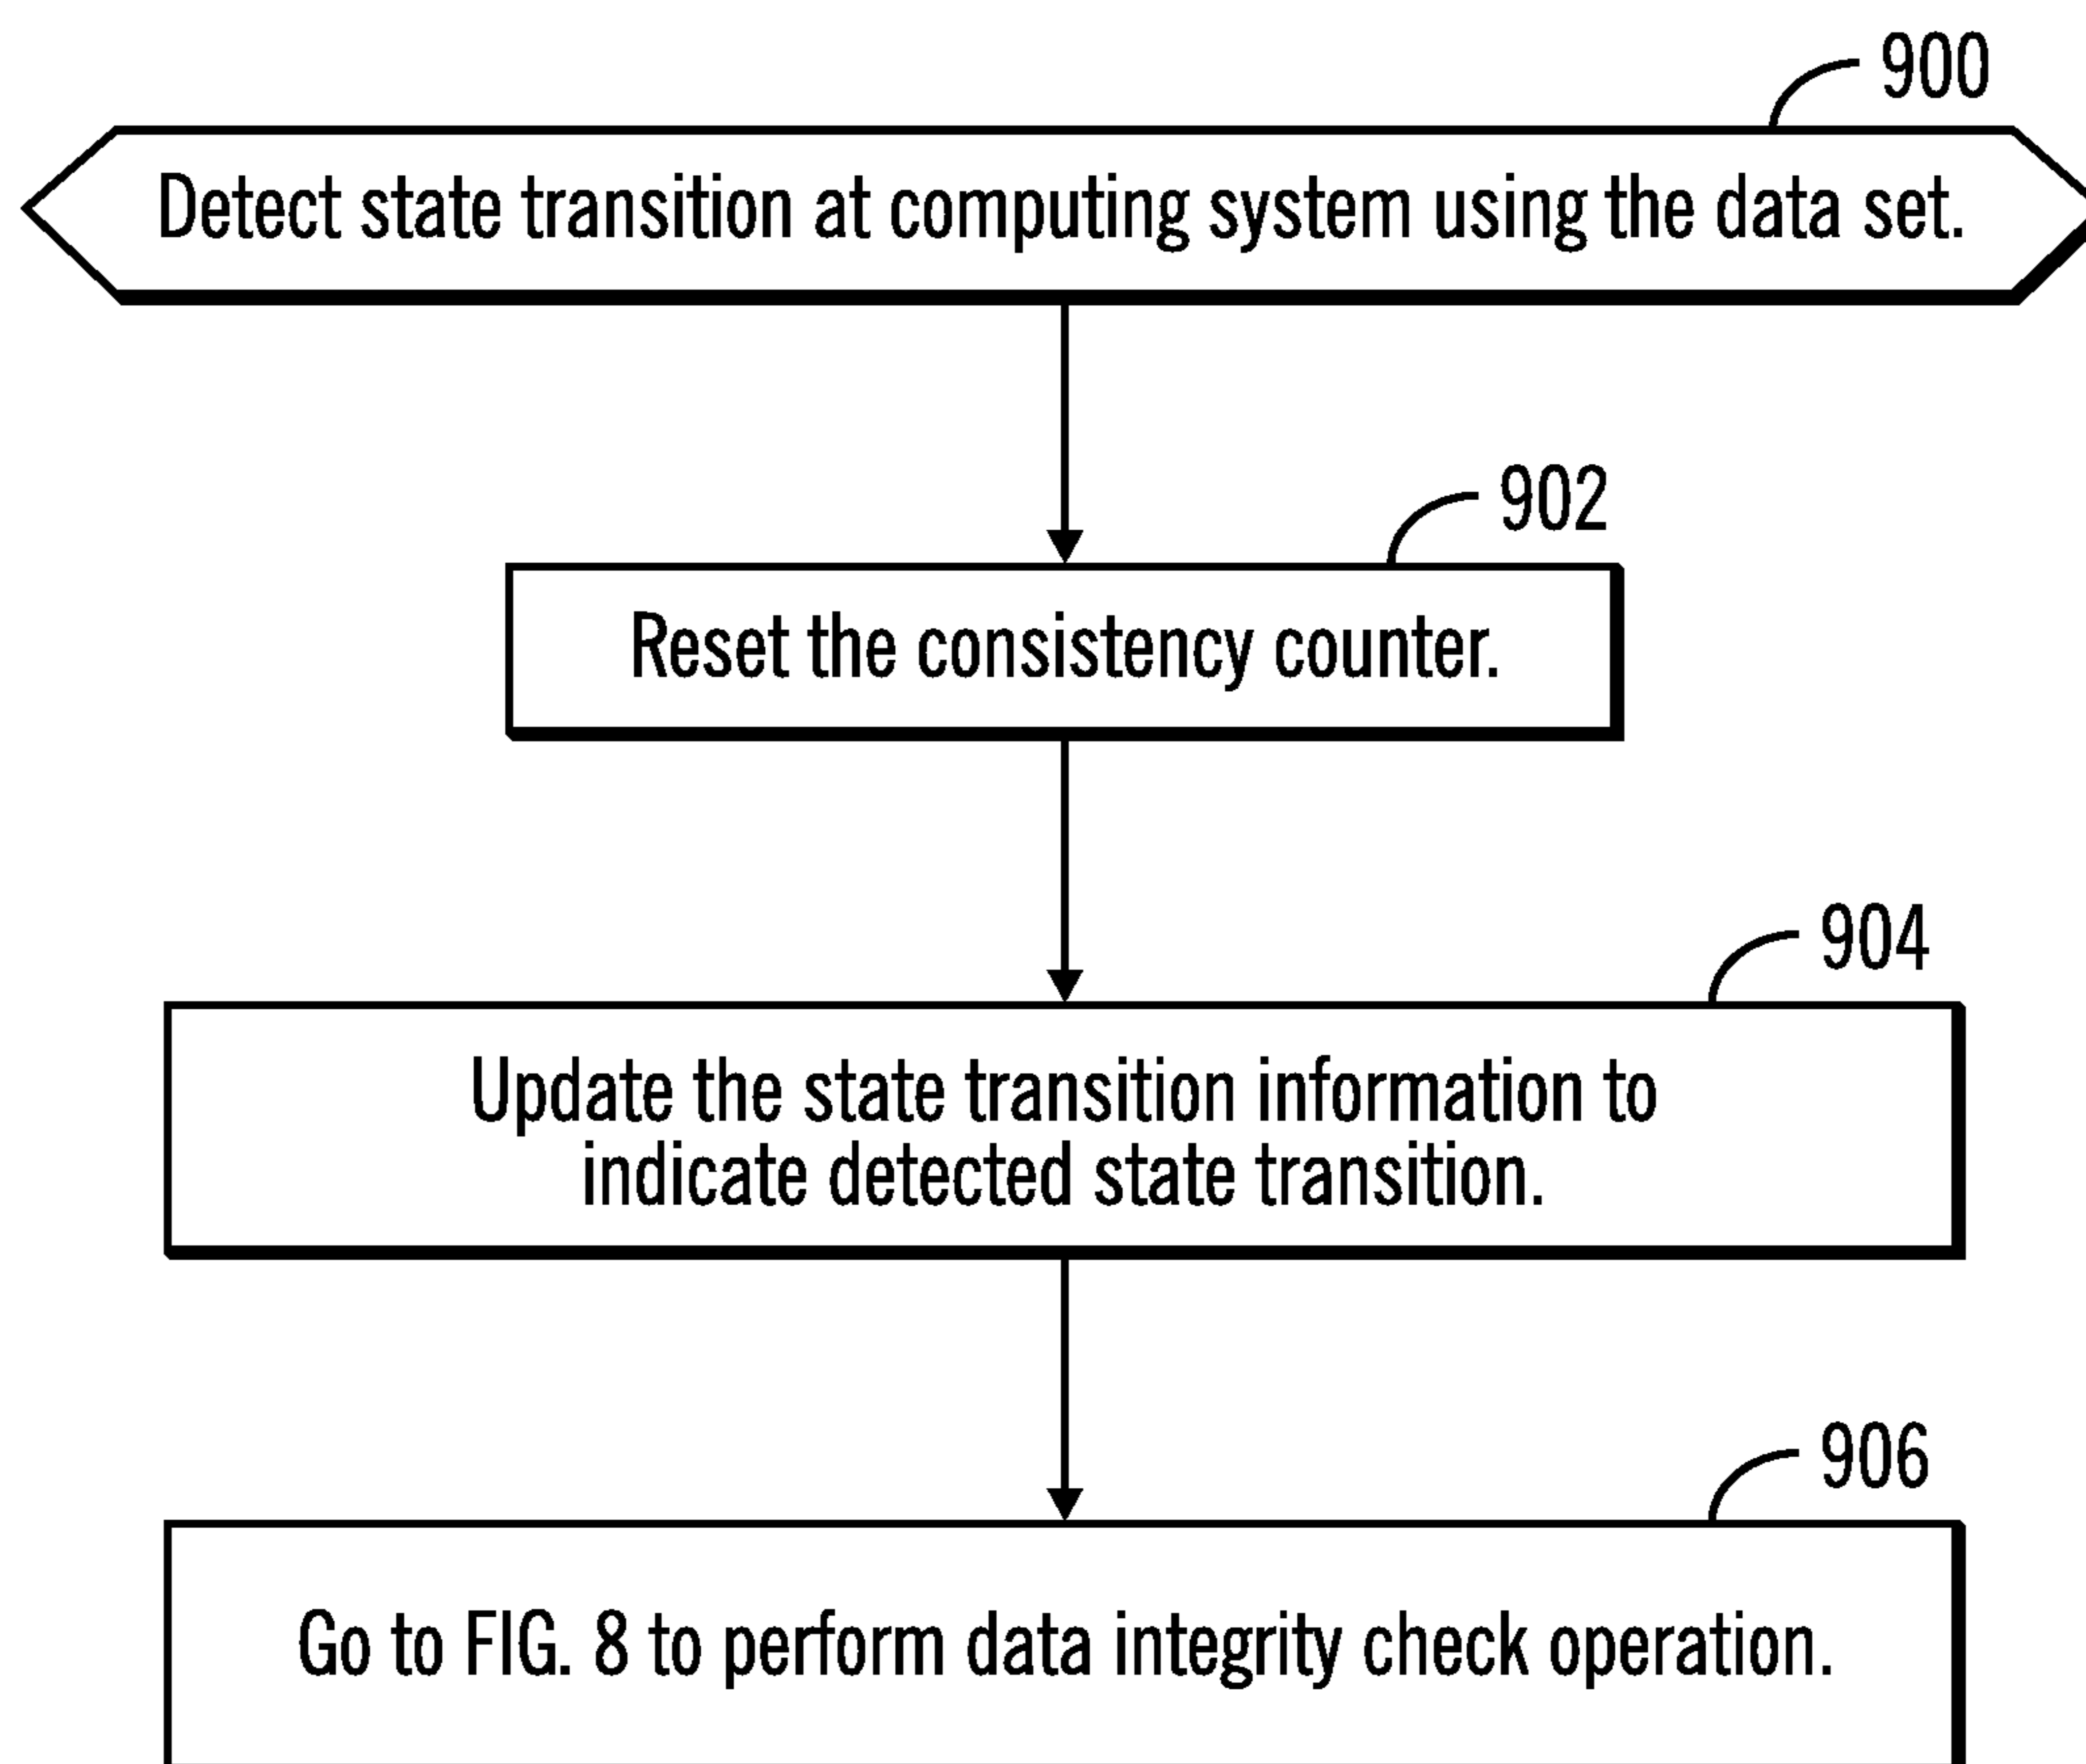 900
Detect state transition at computing system using the data set.
902
Reset the consistency counter.
904
Update the state transition information to
indicate detected state transition.
906
Go to FIG. 8 to perform data integrity check operation.